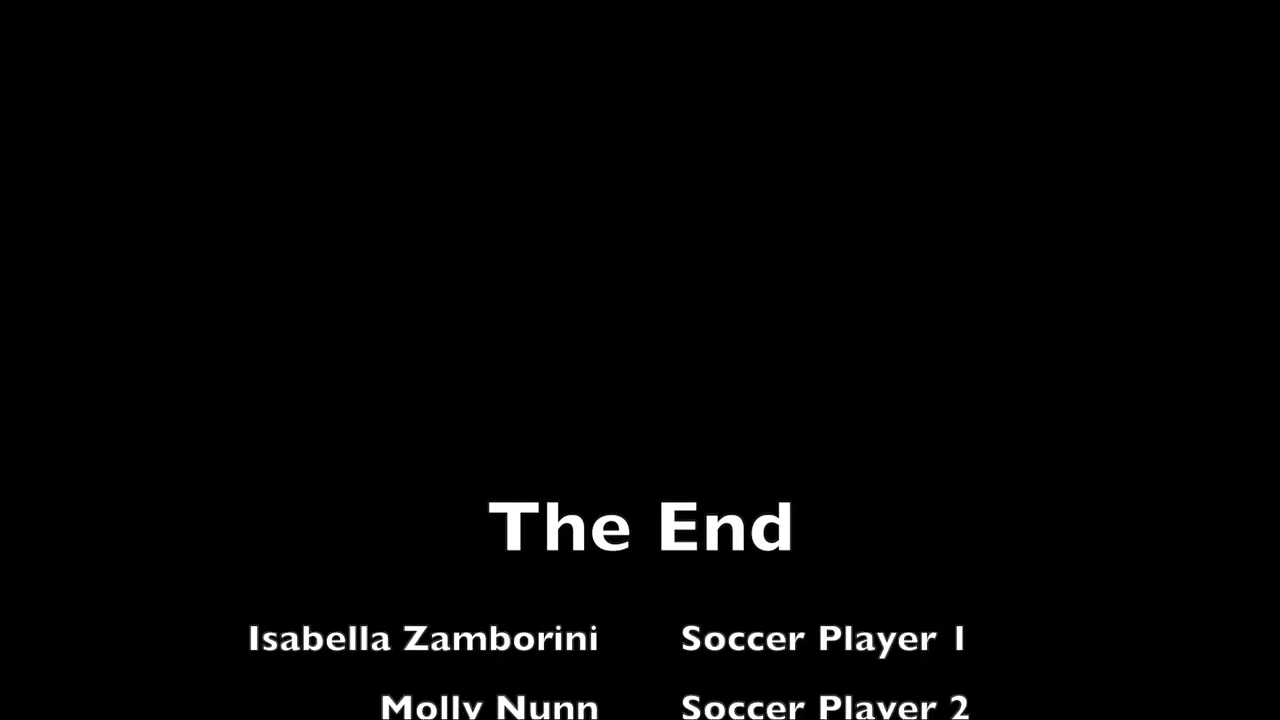 The End
Isabella Zamborini Soccer Player 1
Molly Nunn Soccer Player 2